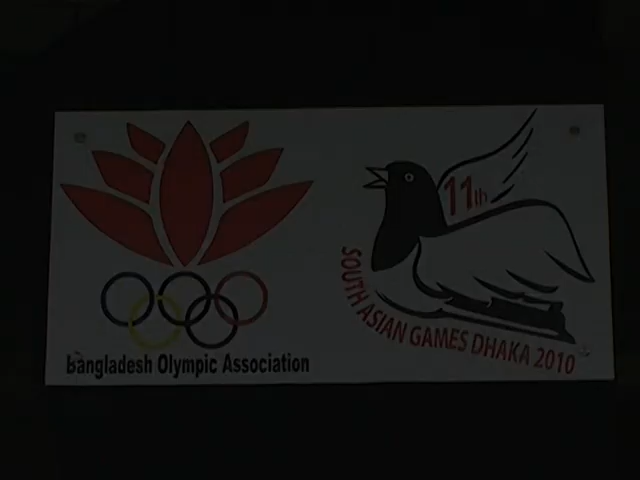 Bangladesh Olympic Association
11th
SOUTH ASIAN GAMES DHAKA 2010